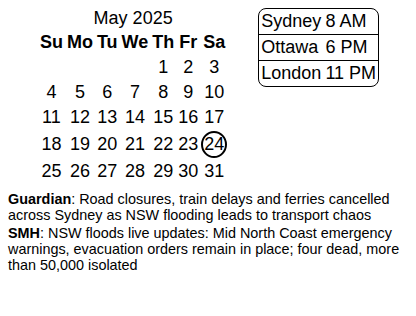 May 2025
Su Mo Tu We Th Fr Sa
1 2 3
4 5 6 7 8 9 10
11 12 13 14 15 16 17
18 19 20 21 22 23 24
25 26 27 28 29 30 31
Sydney 8 AM
Ottawa 6 PM
London 11 PM
Guardian: Road closures, train delays and ferries cancelled
across Sydney as NSW flooding leads to transport chaos
SMH: NSW floods live updates: Mid North Coast emergency
warnings, evacuation orders remain in place; four dead, more
than 50,000 isolated